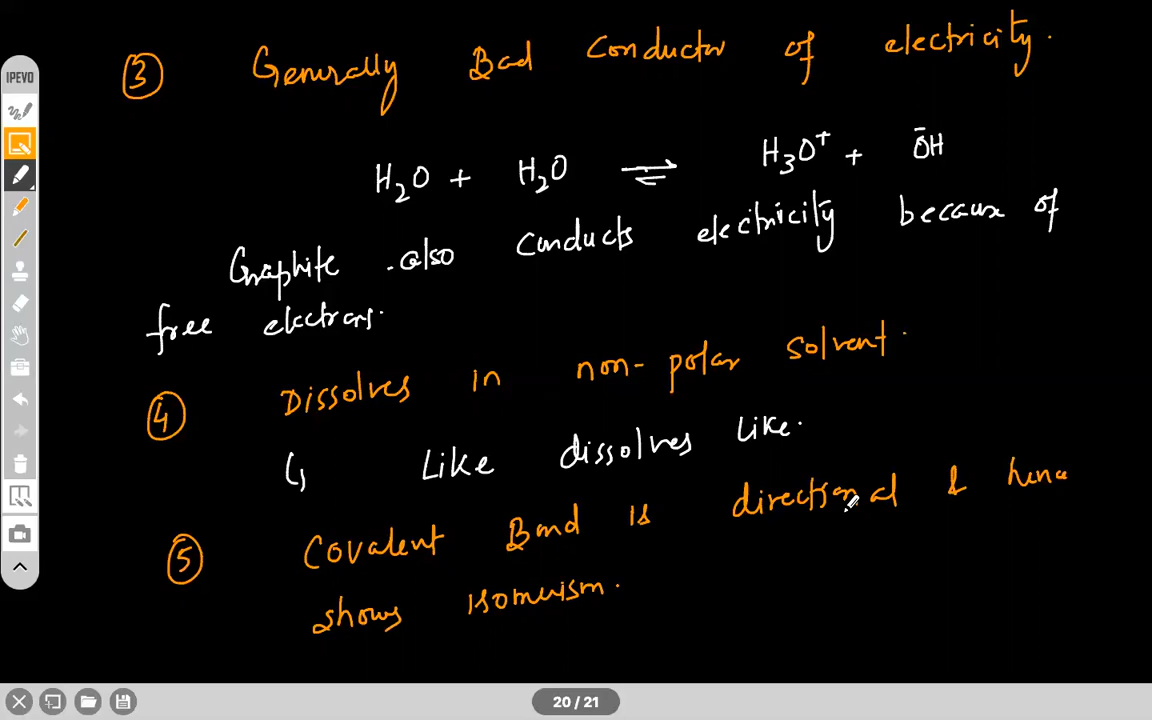 IPEVO
③ Generally Bad Conductor of electricity.
H₂O + H₂O ⇌ H₃O⁺ + ŌH
Graphite also conducts electricity because of
free electrons.
④ Dissolves in non-polar solvent.
↳ Like dissolves like.
⑤ Covalent Bond is directional & hence
shows isomerism.
20 / 21